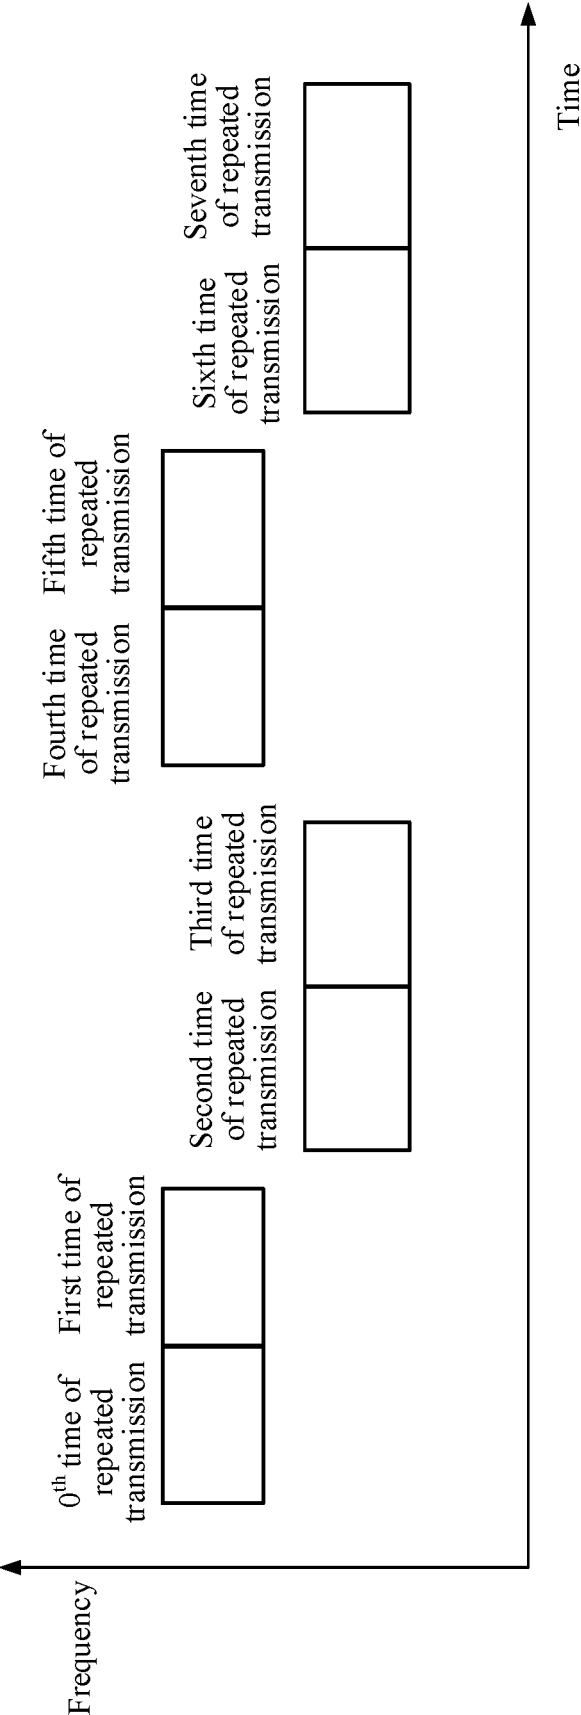 Frequency
0th time of
repeated
transmission
First time of
repeated
transmission
Second time
of repeated
transmission
Third time
of repeated
transmission
Fourth time
of repeated
transmission
Fifth time of
repeated
transmission
Sixth time
of repeated
transmission
Seventh time
of repeated
transmission
Time